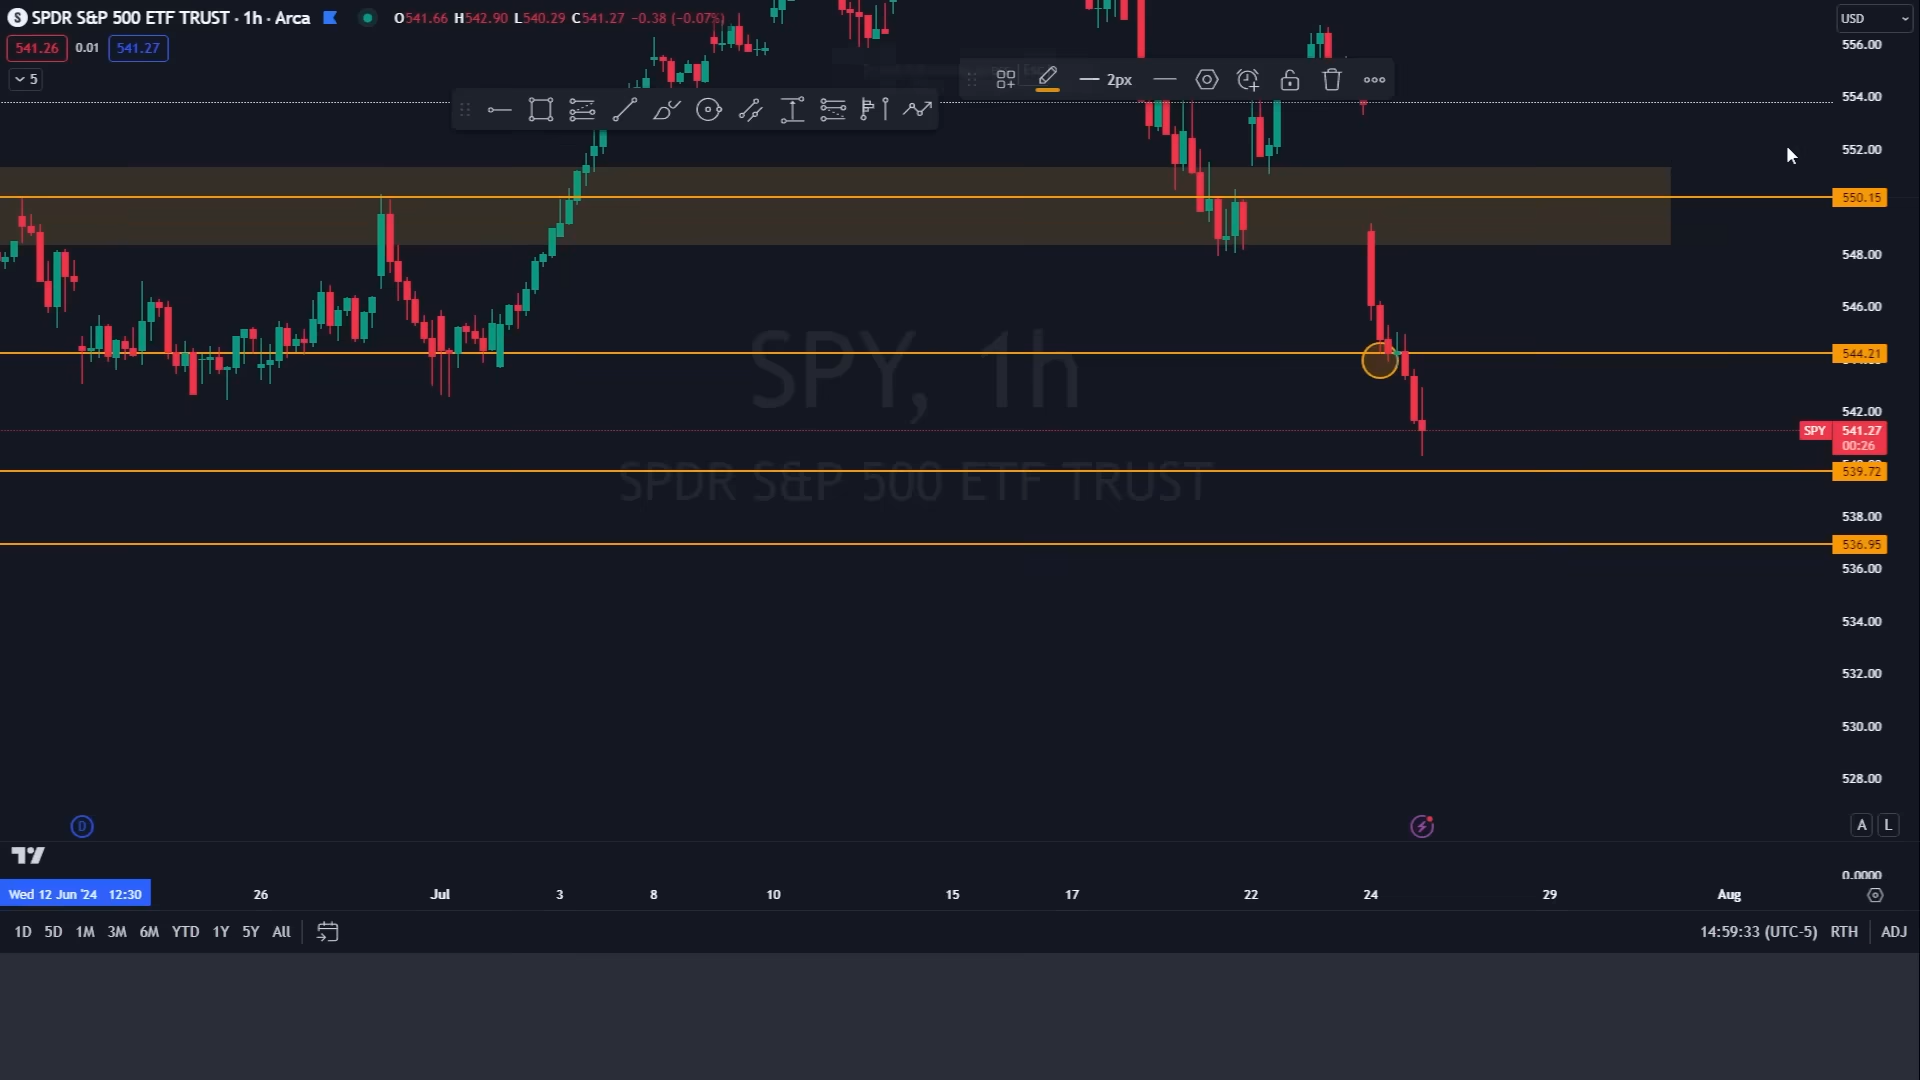 SPDR S&P 500 ETF TRUST · 1h · Arca O541.66 H542.90 L540.29 C541.27 -0.38 (-0.07%)
USD
541.26 0.01 541.27
5
2px
556.00
554.00
552.00
550.15
548.00
546.00
544.21
542.00
SPY 541.27
00:26
539.72
538.00
536.95
536.00
534.00
532.00
530.00
528.00
SPY, 1h
SPDR S&P 500 ETF TRUST
D
A L
0.0000
Wed 12 Jun '24 12:30 26 Jul 3 8 10 15 17 22 24 29 Aug
1D 5D 1M 3M 6M YTD 1Y 5Y All 14:59:33 (UTC-5) RTH ADJ